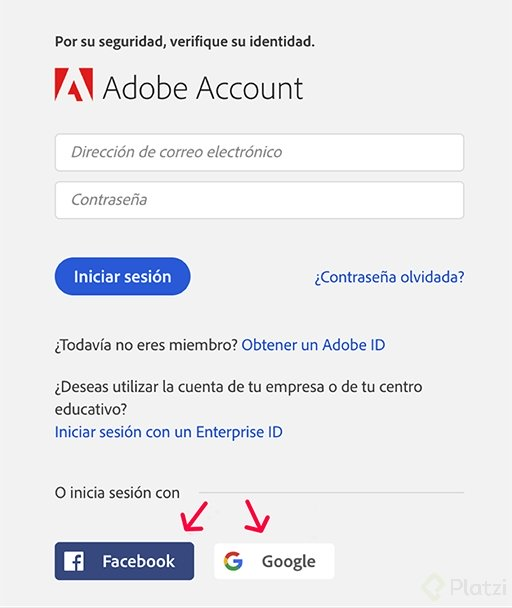 Por su seguridad, verifique su identidad.
Adobe Account
Dirección de correo electrónico
Contraseña
Iniciar sesión
¿Contraseña olvidada?
¿Todavía no eres miembro? Obtener un Adobe ID
¿Deseas utilizar la cuenta de tu empresa o de tu centro
educativo?
Iniciar sesión con un Enterprise ID
O inicia sesión con
Facebook
Google
Platzi